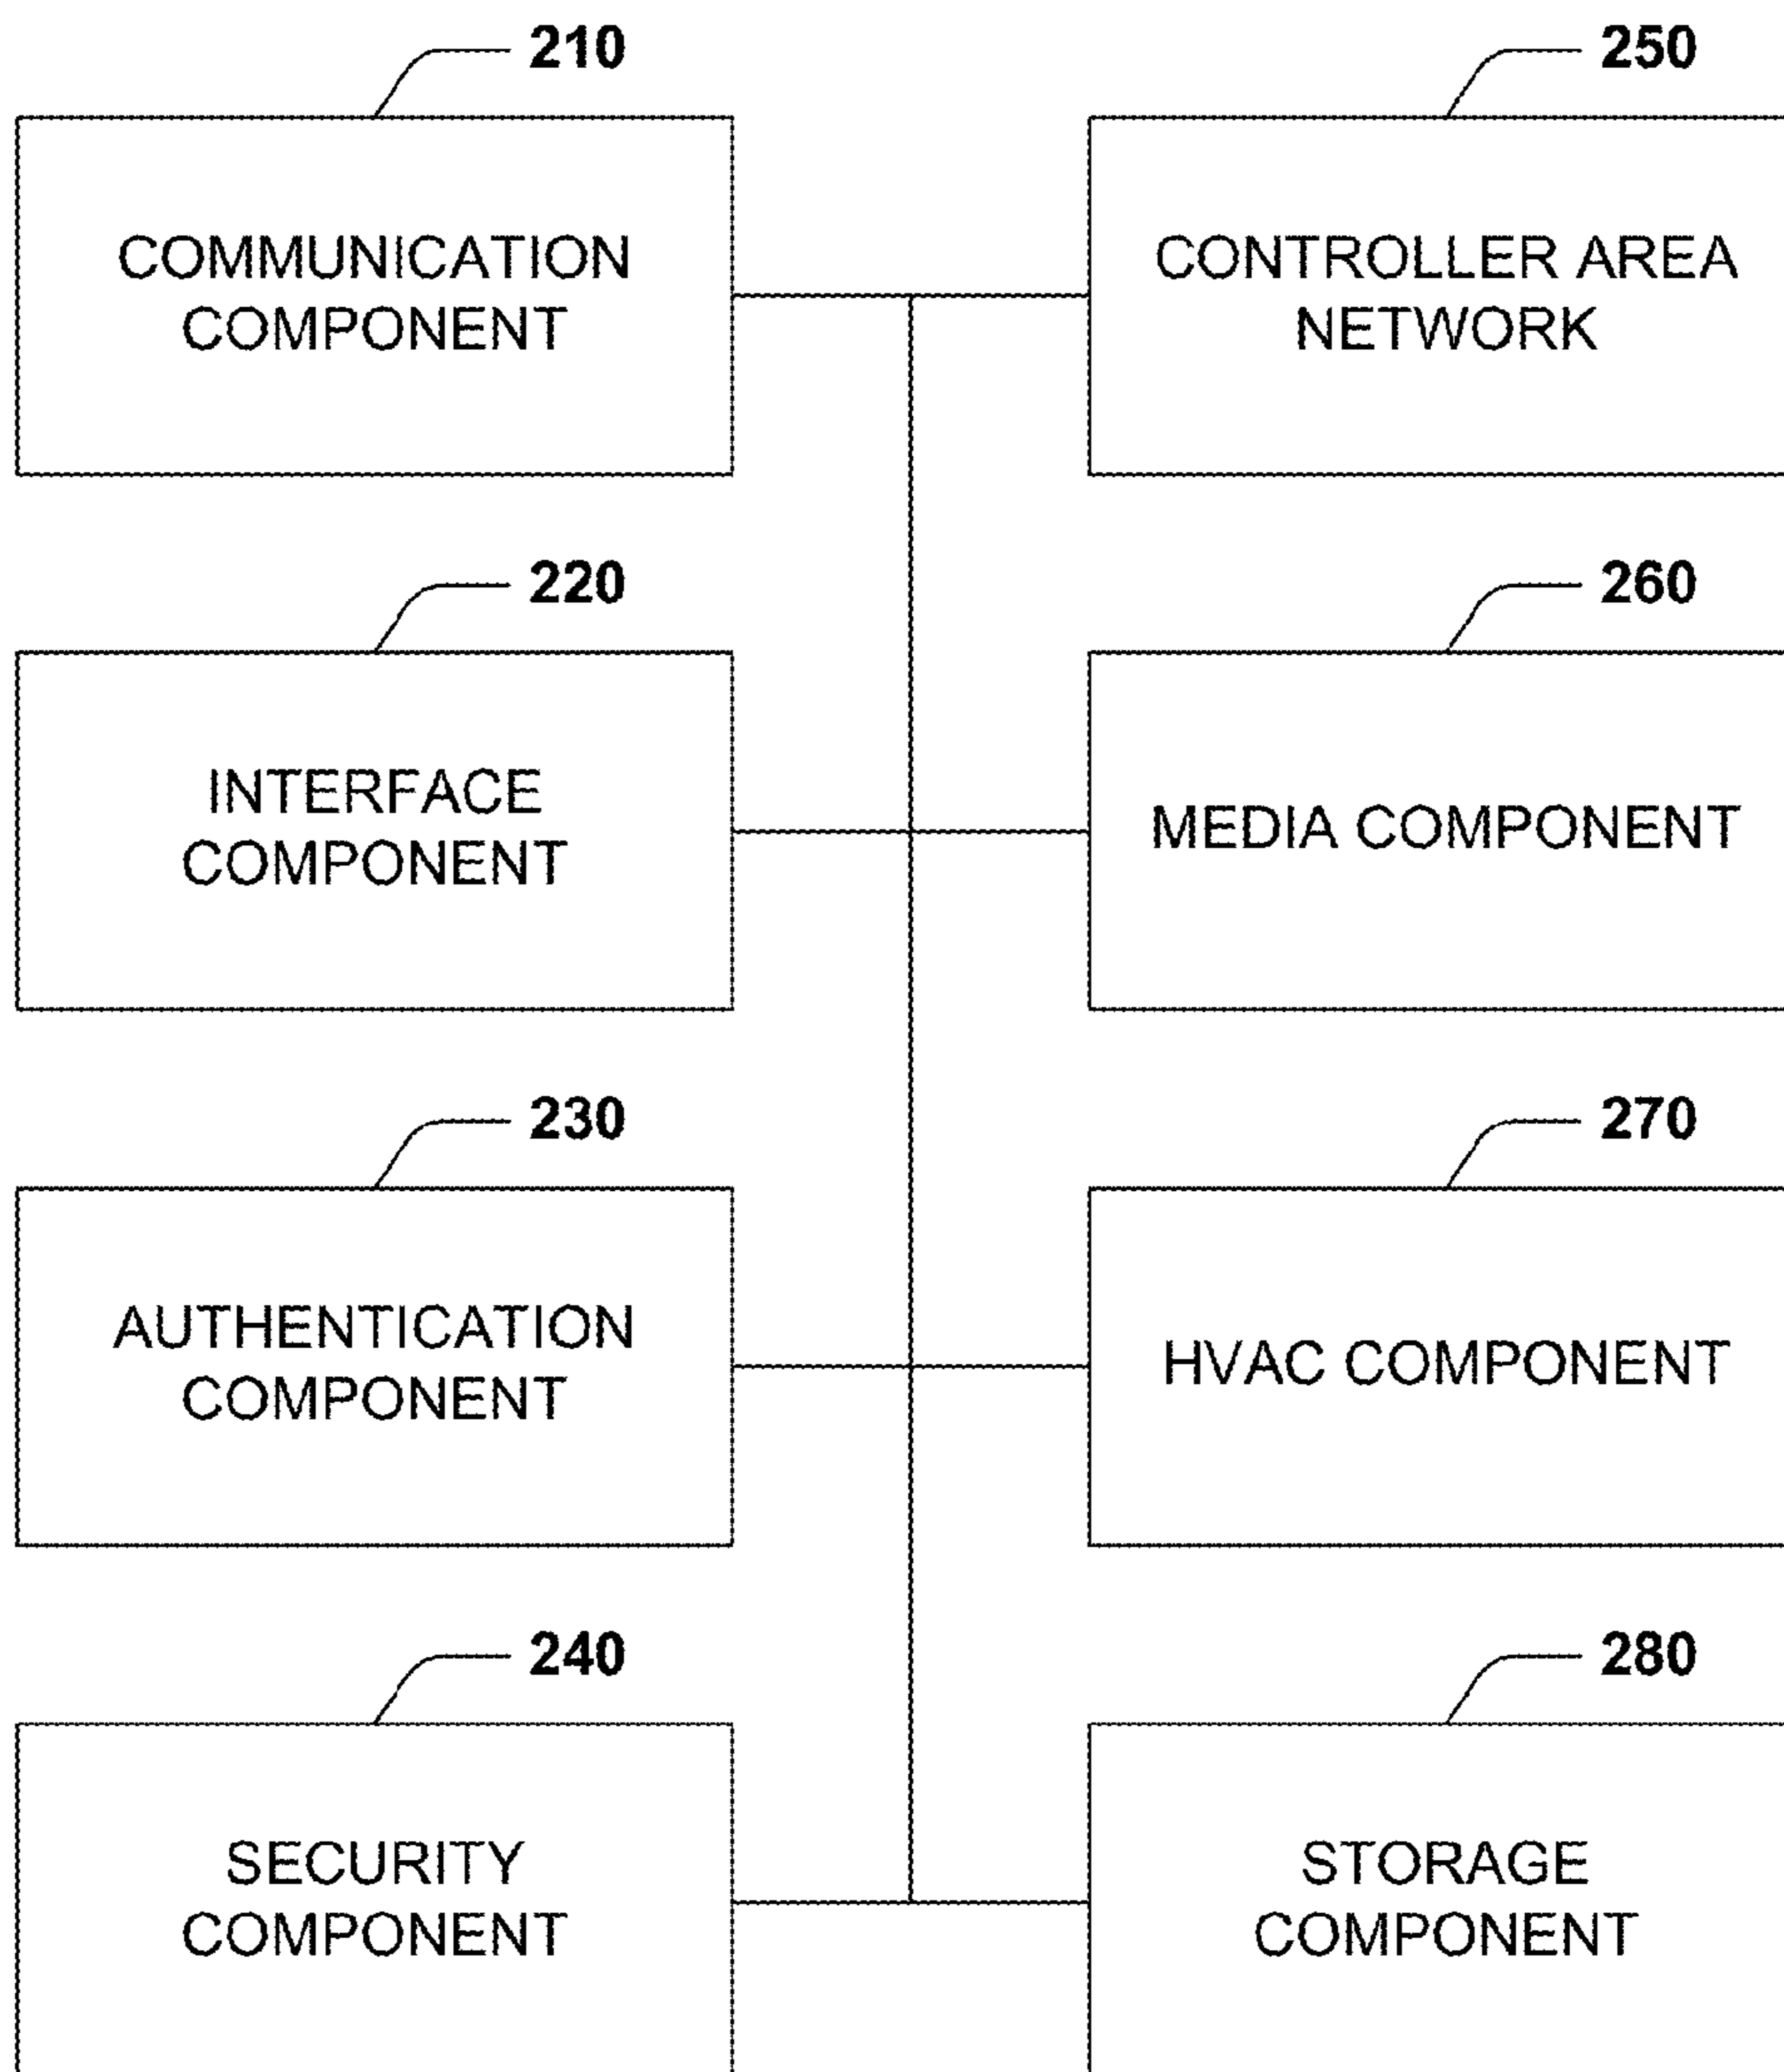 210
COMMUNICATION
COMPONENT
250
CONTROLLER AREA
NETWORK
220
INTERFACE
COMPONENT
260
MEDIA COMPONENT
230
AUTHENTICATION
COMPONENT
270
HVAC COMPONENT
240
SECURITY
COMPONENT
280
STORAGE
COMPONENT